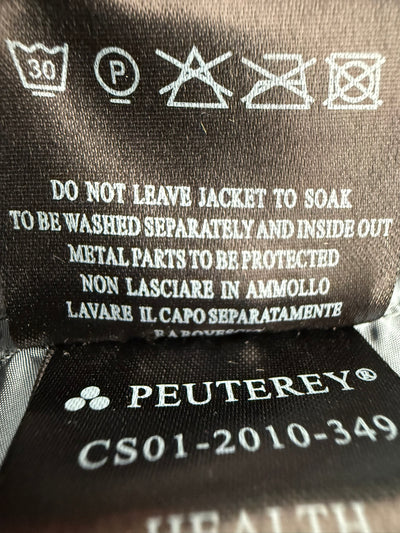 30 P
DO NOT LEAVE JACKET TO SOAK
TO BE WASHED SEPARATELY AND INSIDE OUT
METAL PARTS TO BE PROTECTED
NON LASCIARE IN AMMOLLO
LAVARE IL CAPO SEPARATAMENTE
PEUTEREY®
CS01-2010-349
HEALTH